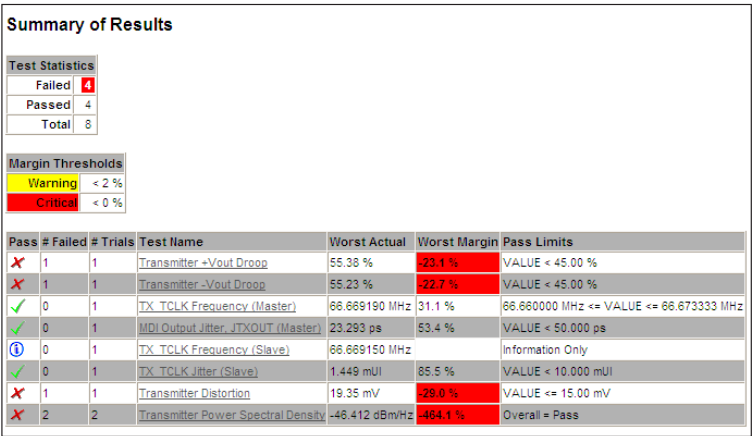 Summary of Results
Test Statistics
Failed 4
Passed 4
Total 8
Margin Thresholds
Warning < 2 %
Critical < 0 %
Pass # Failed # Trials Test Name Worst Actual Worst Margin Pass Limits
1 1 Transmitter +Vout Droop 55.38 % -23.1 % VALUE < 45.00 %
1 1 Transmitter -Vout Droop 55.23 % -22.7 % VALUE < 45.00 %
0 1 TX_TCLK Frequency (Master) 66.669190 MHz 31.1 % 66.660000 MHz <= VALUE <= 66.673333 MHz
0 1 MDI Output Jitter, JTXOUT (Master) 23.293 ps 53.4 % VALUE < 50.000 ps
0 1 TX_TCLK Frequency (Slave) 66.669150 MHz Information Only
0 1 TX_TCLK Jitter (Slave) 1.449 mUI 85.5 % VALUE < 10.000 mUI
1 1 Transmitter Distortion 19.35 mV -29.0 % VALUE <= 15.00 mV
2 2 Transmitter Power Spectral Density -46.412 dBm/Hz -464.1 % Overall = Pass